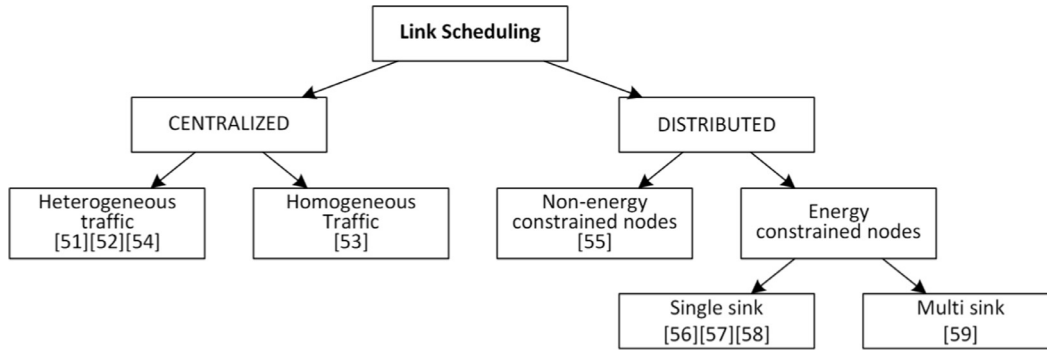 Link Scheduling
CENTRALIZED
DISTRIBUTED
Heterogeneous
traffic
[51][52][54]
Homogeneous
Traffic
[53]
Non-energy
constrained nodes
[55]
Energy
constrained nodes
Single sink
[56][57][58]
Multi sink
[59]